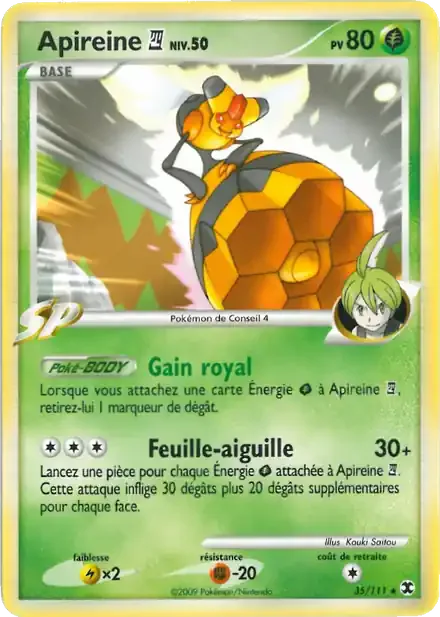 Apireine 4 NIV.50 PV 80
BASE
SP
Pokémon de Conseil 4
Poké-BODY Gain royal
Lorsque vous attachez une carte Énergie à Apireine 4,
retirez-lui 1 marqueur de dégât.
Feuille-aiguille 30+
Lancez une pièce pour chaque Énergie attachée à Apireine 4.
Cette attaque inflige 30 dégâts plus 20 dégâts supplémentaires
pour chaque face.
Illus. Kouki Saitou
faiblesse résistance coût de retraite
×2 -20
©2009 Pokémon/Nintendo 35/111 ★